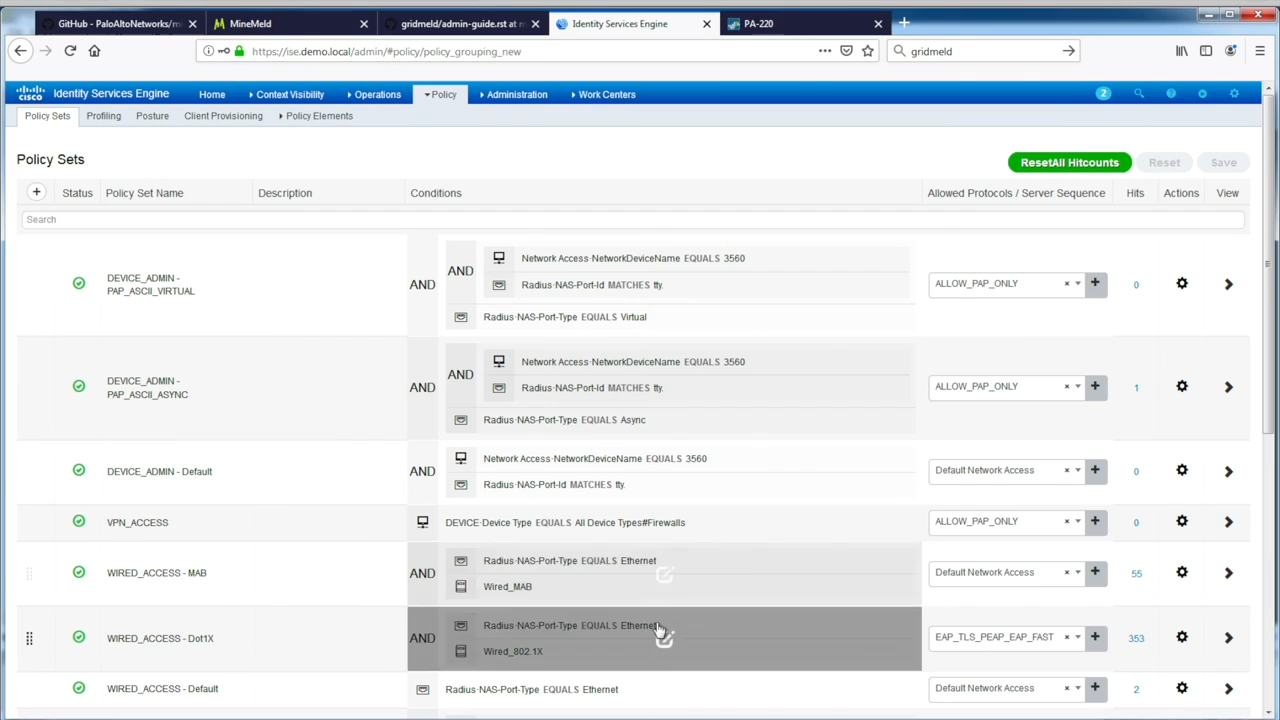 GitHub - PaloAltoNetworks/mi
MineMeld
gridmeld/admin-guide.rst at m
Identity Services Engine
PA-220
https://ise.demo.local/admin/#policy/policy_grouping_new
gridmeld
CISCO Identity Services Engine
Home
Context Visibility
Operations
Policy
Administration
Work Centers
2
Policy Sets
Profiling
Posture
Client Provisioning
Policy Elements
Policy Sets
ResetAll Hitcounts
Reset
Save
Status
Policy Set Name
Description
Conditions
Allowed Protocols / Server Sequence
Hits
Actions
View
Search
DEVICE_ADMIN -
PAP_ASCII_VIRTUAL
AND
AND
Network Access·NetworkDeviceName EQUALS 3560
Radius·NAS-Port-Id MATCHES tty.
Radius·NAS-Port-Type EQUALS Virtual
ALLOW_PAP_ONLY
0
DEVICE_ADMIN -
PAP_ASCII_ASYNC
AND
AND
Network Access·NetworkDeviceName EQUALS 3560
Radius·NAS-Port-Id MATCHES tty.
Radius·NAS-Port-Type EQUALS Async
ALLOW_PAP_ONLY
1
DEVICE_ADMIN - Default
AND
Network Access·NetworkDeviceName EQUALS 3560
Radius·NAS-Port-Id MATCHES tty.
Default Network Access
0
VPN_ACCESS
DEVICE·Device Type EQUALS All Device Types#Firewalls
ALLOW_PAP_ONLY
0
WIRED_ACCESS - MAB
AND
Radius·NAS-Port-Type EQUALS Ethernet
Wired_MAB
Default Network Access
55
WIRED_ACCESS - Dot1X
AND
Radius·NAS-Port-Type EQUALS Ethernet
Wired_802.1X
EAP_TLS_PEAP_EAP_FAST
353
WIRED_ACCESS - Default
Radius·NAS-Port-Type EQUALS Ethernet
Default Network Access
2